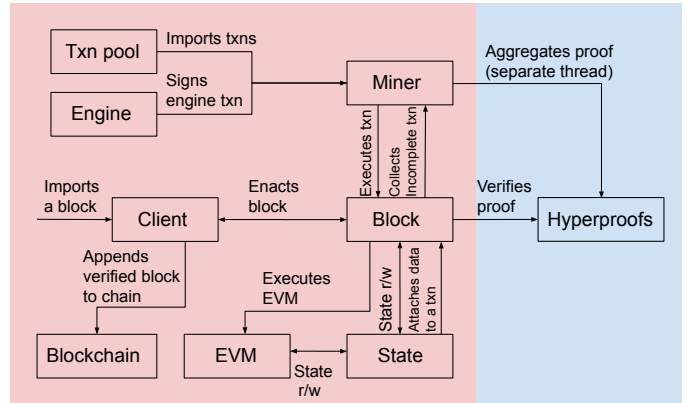 Txn pool
Imports txns
Engine
Signs
engine txn
Miner
Aggregates proof
(separate thread)
Executes txn
Collects
Incomplete txn
Imports
a block
Client
Enacts
block
Block
Verifies
proof
Hyperproofs
Appends
verified block
to chain
Executes
EVM
State r/w
Attaches data
to a txn
Blockchain
EVM
State
r/w
State